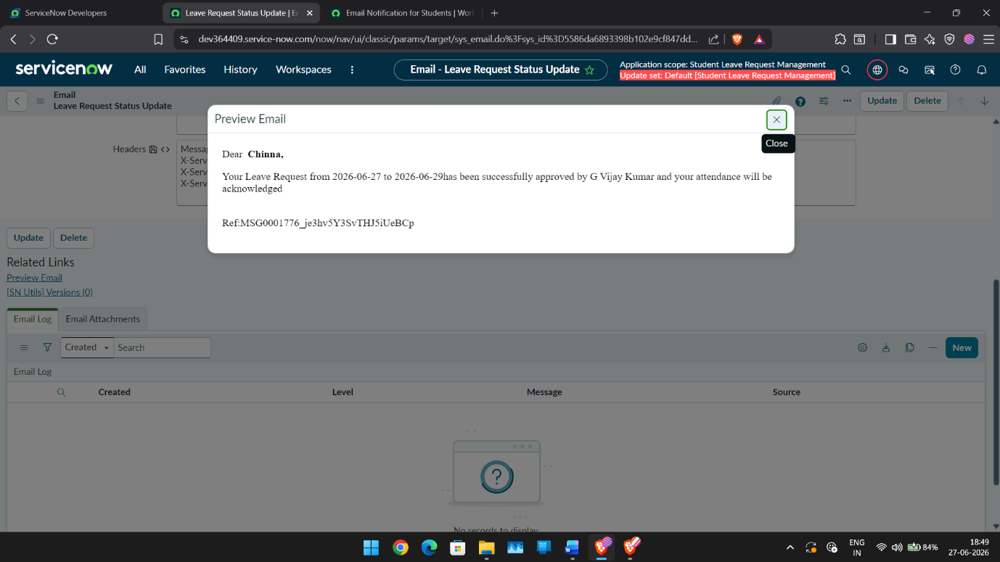 ServiceNow Developers
Leave Request Status Update | Er
Email Notification for Students | Wor
dev364409.service-now.com/now/nav/ui/classic/params/target/sys_email.do%3Fsys_id%3D5586da6893398b102e9cf847dd...
servicenow
All
Favorites
History
Workspaces
Email - Leave Request Status Update
Application scope: Student Leave Request Management
Update set: Default [Student Leave Request Management]
Email
Leave Request Status Update
Update
Delete
Preview Email
Close
Headers
Messa
X-Serv
X-Serv
X-Serv
Dear Chinna,
Your Leave Request from 2026-06-27 to 2026-06-29has been successfully approved by G Vijay Kumar and your attendance will be
acknowledged
Ref:MSG0001776_je3hv5Y3SvTHJ5iUeBCp
Update
Delete
Related Links
Preview Email
[SN Utils] Versions (0)
Email Log
Email Attachments
Created
Search
New
Email Log
Created
Level
Message
Source
No records to display
ENG
IN
84%
18:49
27-06-2026